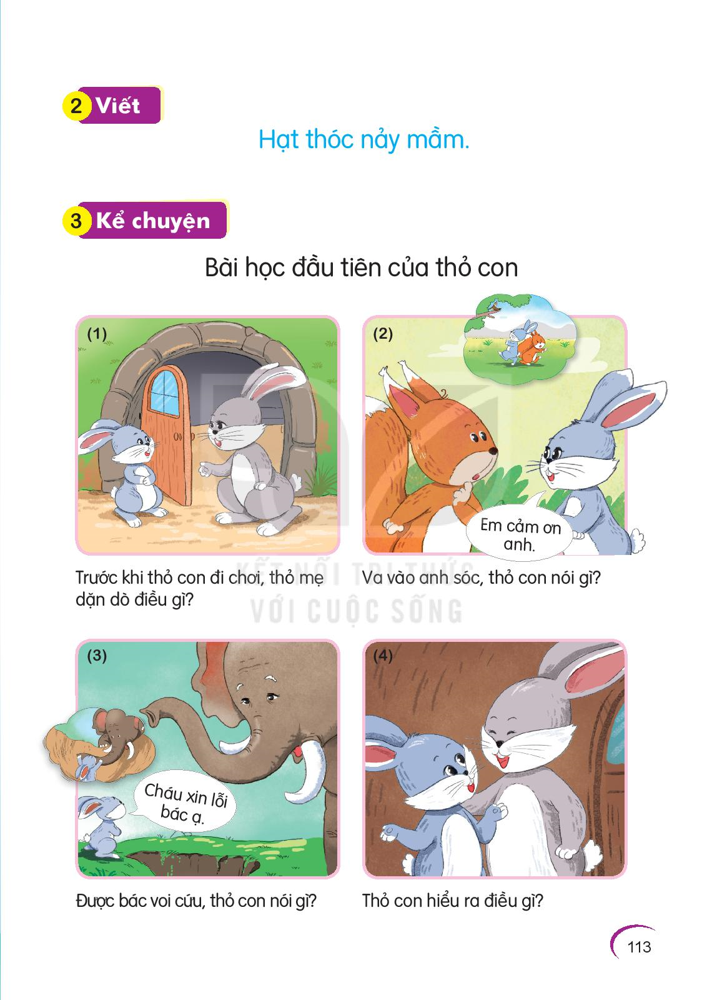 2 Viết
Hạt thóc nảy mầm.
3 Kể chuyện
Bài học đầu tiên của thỏ con
(1)
(2)
Em cảm ơn
anh.
Trước khi thỏ con đi chơi, thỏ mẹ
dặn dò điều gì?
Va vào anh sóc, thỏ con nói gì?
KẾT NỐI TRI THỨC
VỚI CUỘC SỐNG
(3)
(4)
Cháu xin lỗi
bác ạ.
Được bác voi cứu, thỏ con nói gì?
Thỏ con hiểu ra điều gì?
113